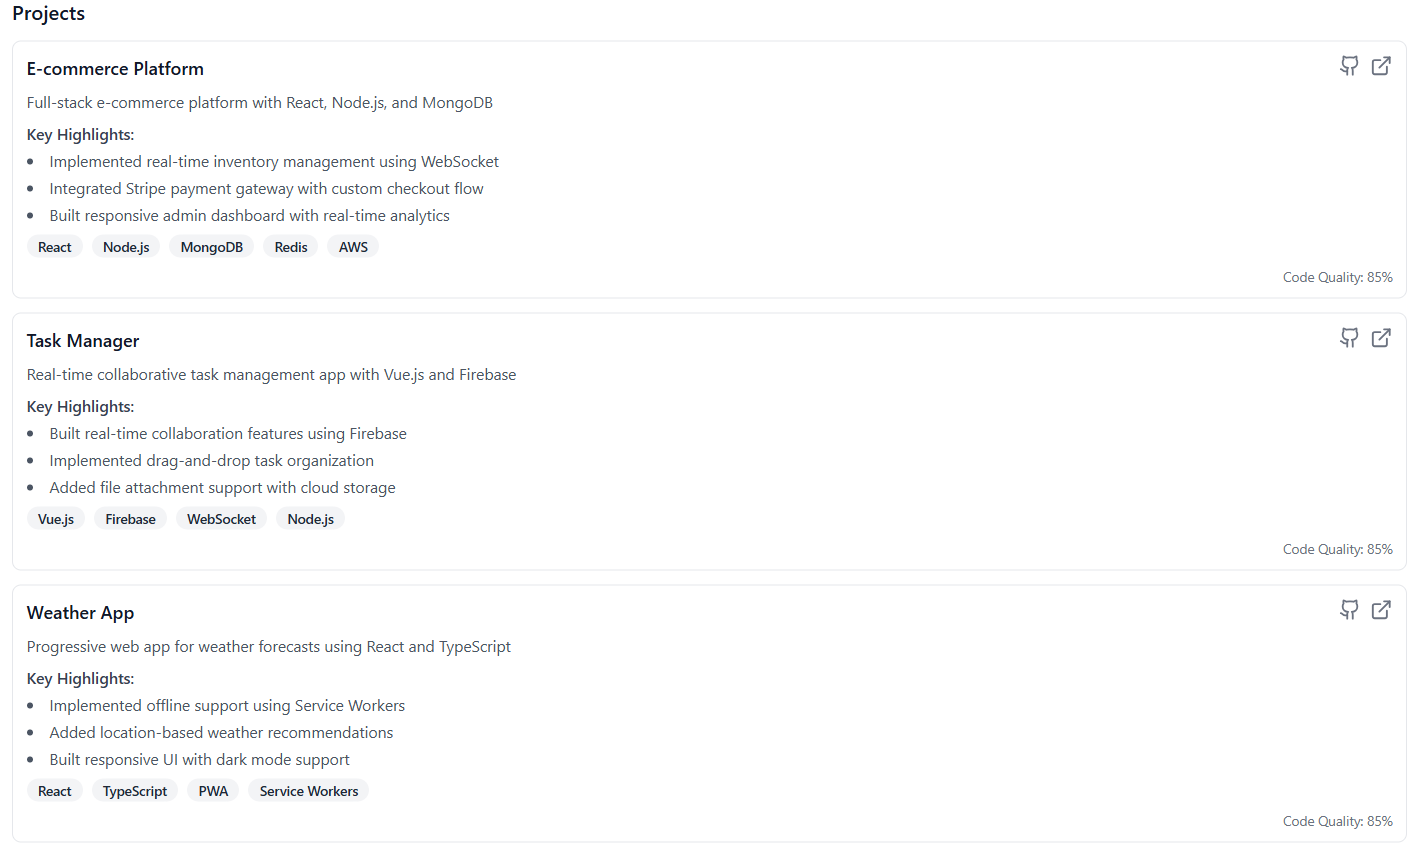 Projects
E-commerce Platform
Full-stack e-commerce platform with React, Node.js, and MongoDB
Key Highlights:
Implemented real-time inventory management using WebSocket
Integrated Stripe payment gateway with custom checkout flow
Built responsive admin dashboard with real-time analytics
React Node.js MongoDB Redis AWS
Code Quality: 85%
Task Manager
Real-time collaborative task management app with Vue.js and Firebase
Key Highlights:
Built real-time collaboration features using Firebase
Implemented drag-and-drop task organization
Added file attachment support with cloud storage
Vue.js Firebase WebSocket Node.js
Code Quality: 85%
Weather App
Progressive web app for weather forecasts using React and TypeScript
Key Highlights:
Implemented offline support using Service Workers
Added location-based weather recommendations
Built responsive UI with dark mode support
React TypeScript PWA Service Workers
Code Quality: 85%